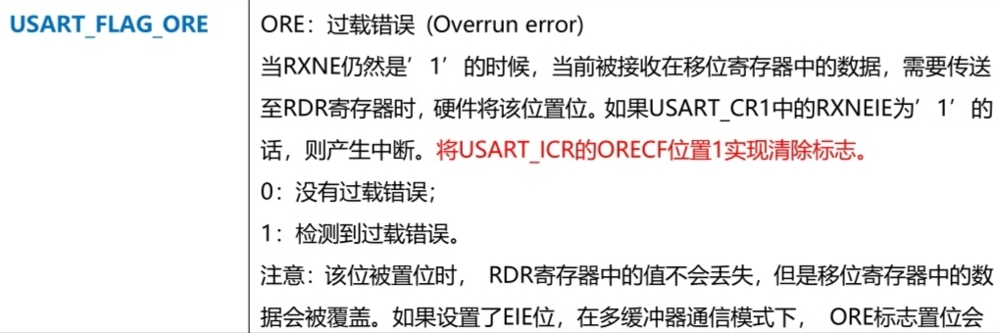 USART_FLAG_ORE
ORE：过载错误 (Overrun error)
当RXNE仍然是’1’的时候，当前被接收在移位寄存器中的数据，需要传送
至RDR寄存器时，硬件将该位置位。如果USART_CR1中的RXNEIE为’1’的
话，则产生中断。将USART_ICR的ORECF位置1实现清除标志。
0：没有过载错误；
1：检测到过载错误。
注意：该位被置位时， RDR寄存器中的值不会丢失，但是移位寄存器中的数
据会被覆盖。如果设置了EIE位，在多缓冲器通信模式下， ORE标志置位会